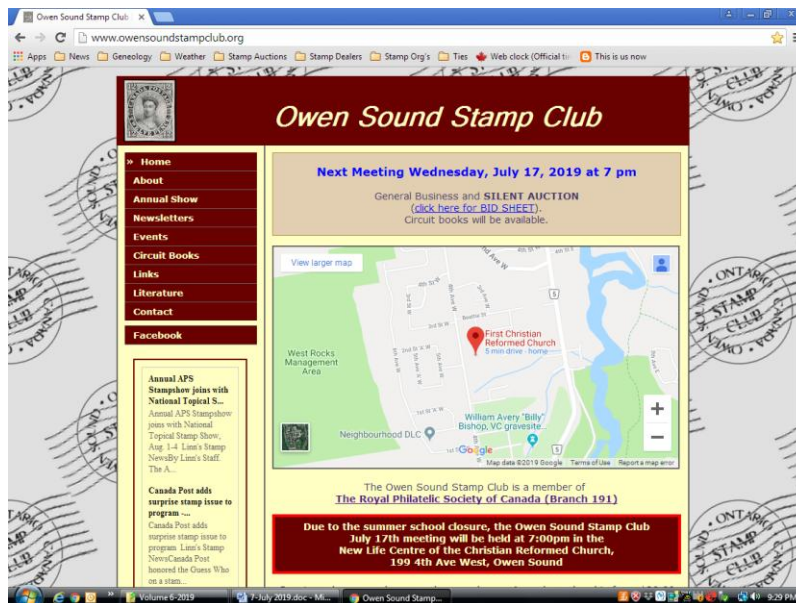 Owen Sound Stamp Club
www.owensoundstampclub.org
Apps News Geneology Weather Stamp Auctions Stamp Dealers Stamp Org's Ties Web clock (Official ti This is us now
Owen Sound Stamp Club
» Home
About
Annual Show
Newsletters
Events
Circuit Books
Links
Literature
Contact
Facebook
Annual APS
Stampshow joins with
National Topical S...
Annual APS Stampshow
joins with National
Topical Stamp Show,
Aug. 1-4 Linn's Stamp
NewsBy Linn's Staff.
The A...
Canada Post adds
surprise stamp issue to
program -...
Canada Post adds
surprise stamp issue to
program Linn's Stamp
NewsCanada Post
honored the Guess Who
on a stam...
Next Meeting Wednesday, July 17, 2019 at 7 pm
General Business and SILENT AUCTION
(click here for BID SHEET).
Circuit books will be available.
View larger map
West Rocks
Management
Area
First Christian
Reformed Church
5 min drive - home
William Avery "Billy"
Bishop, VC gravesite...
Neighbourhood DLC
Google
Map data ©2019 Google Terms of Use Report a map error
The Owen Sound Stamp Club is a member of
The Royal Philatelic Society of Canada (Branch 191)
Due to the summer school closure, the Owen Sound Stamp Club
July 17th meeting will be held at 7:00pm in the
New Life Centre of the Christian Reformed Church,
199 4th Ave West, Owen Sound
Volume 6-2019
7-July 2019.doc - Mi...
Owen Sound Stamp...
9:29 PM